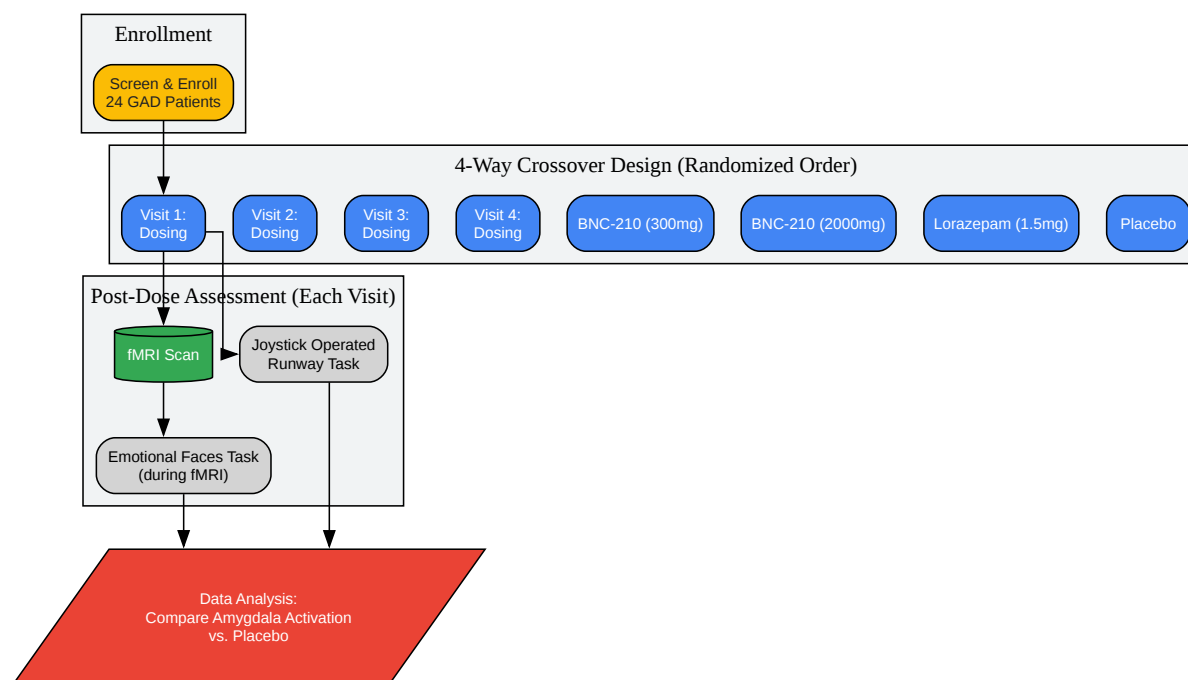 Enrollment
Screen & Enroll
24 GAD Patients
4-Way Crossover Design (Randomized Order)
Visit 1:
Dosing
Visit 2:
Dosing
Visit 3:
Dosing
Visit 4:
Dosing
BNC-210 (300mg)
BNC-210 (2000mg)
Lorazepam (1.5mg)
Placebo
Post-Dose Assessment (Each Visit)
fMRI Scan
Joystick Operated
Runway Task
Emotional Faces Task
(during fMRI)
Data Analysis:
Compare Amygdala Activation
vs. Placebo